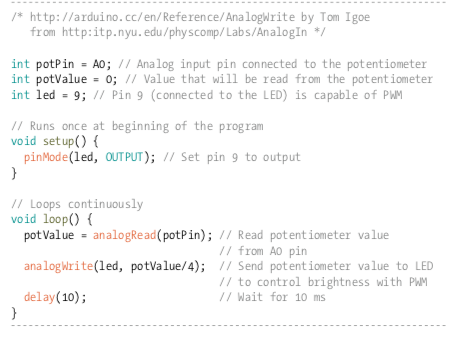 /* http://arduino.cc/en/Reference/AnalogWrite by Tom Igoe
from http:itp.nyu.edu/physcomp/Labs/AnalogIn */
int potPin = A0; // Analog input pin connected to the potentiometer
int potValue = 0; // Value that will be read from the potentiometer
int led = 9; // Pin 9 (connected to the LED) is capable of PWM
// Runs once at beginning of the program
void setup() {
pinMode(led, OUTPUT); // Set pin 9 to output
}
// Loops continuously
void loop() {
potValue = analogRead(potPin); // Read potentiometer value
// from A0 pin
analogWrite(led, potValue/4); // Send potentiometer value to LED
// to control brightness with PWM
delay(10); // Wait for 10 ms
}